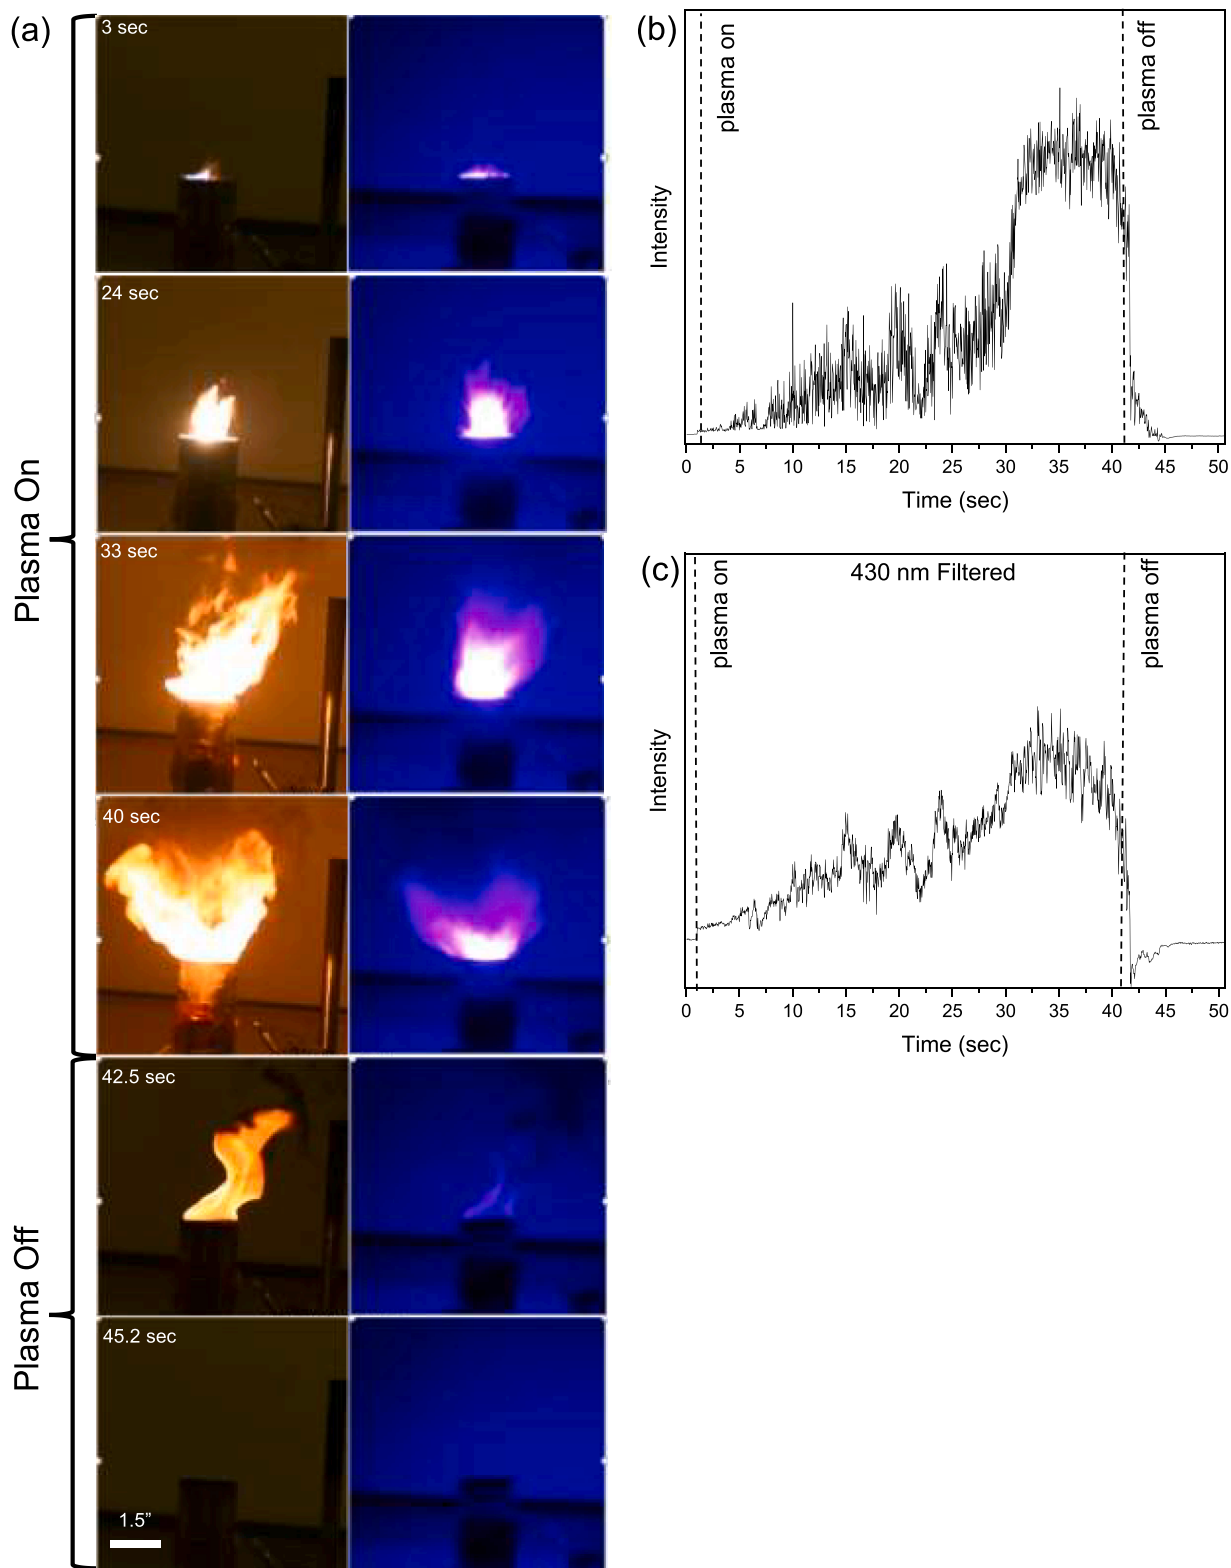 (a)
Plasma On
3 sec
24 sec
33 sec
40 sec
Plasma Off
42.5 sec
45.2 sec
1.5”
(b)
plasma on
plasma off
Intensity
0 5 10 15 20 25 30 35 40 45 50
Time (sec)
(c)
430 nm Filtered
plasma on
plasma off
Intensity
0 5 10 15 20 25 30 35 40 45 50
Time (sec)